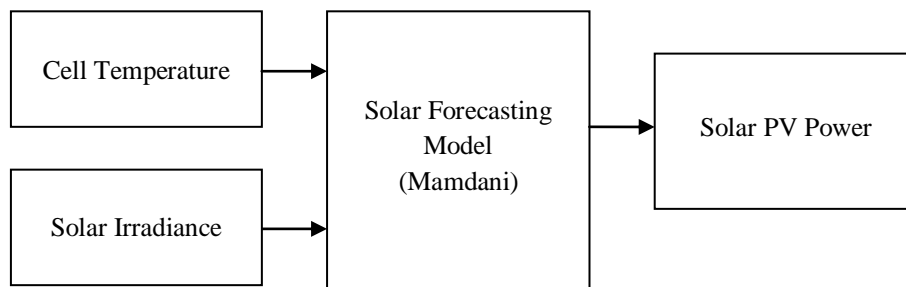 Cell Temperature
Solar Irradiance
Solar Forecasting
Model
(Mamdani)
Solar PV Power